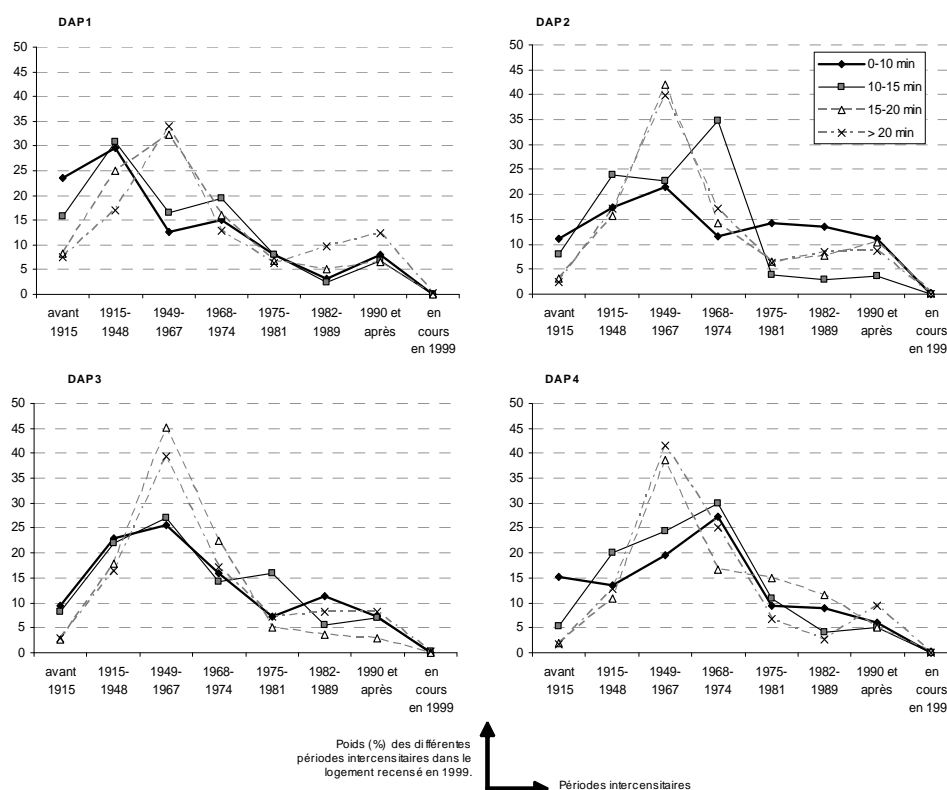 DAP1
50
45
40
35
30
25
20
15
10
5
0
avant 1915- 1949- 1968- 1975- 1982- 1990 et en
1915 1948 1967 1974 1981 1989 après cours
en 1999
DAP2
50
45
40
35
30
25
20
15
10
5
0
0-10 min
10-15 min
15-20 min
> 20 min
avant 1915- 1949- 1968- 1975- 1982- 1990 et en
1915 1948 1967 1974 1981 1989 après cours
en 199
DAP3
50
45
40
35
30
25
20
15
10
5
0
avant 1915- 1949- 1968- 1975- 1982- 1990 et en
1915 1948 1967 1974 1981 1989 après cours
en 1999
DAP4
50
45
40
35
30
25
20
15
10
5
0
avant 1915- 1949- 1968- 1975- 1982- 1990 et en
1915 1948 1967 1974 1981 1989 après cours
en 199
Poids (%) des différentes
périodes intercensitaires dans le
logement recensé en 1999.
Périodes intercensitaires